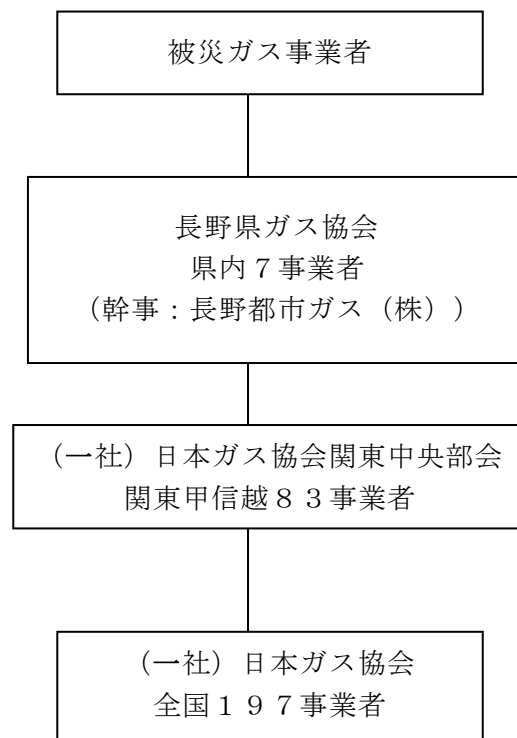 被災ガス事業者
長野県ガス協会
県内７事業者
（幹事：長野都市ガス（株））
（一社）日本ガス協会関東中央部会
関東甲信越８３事業者
（一社）日本ガス協会
全国１９７事業者